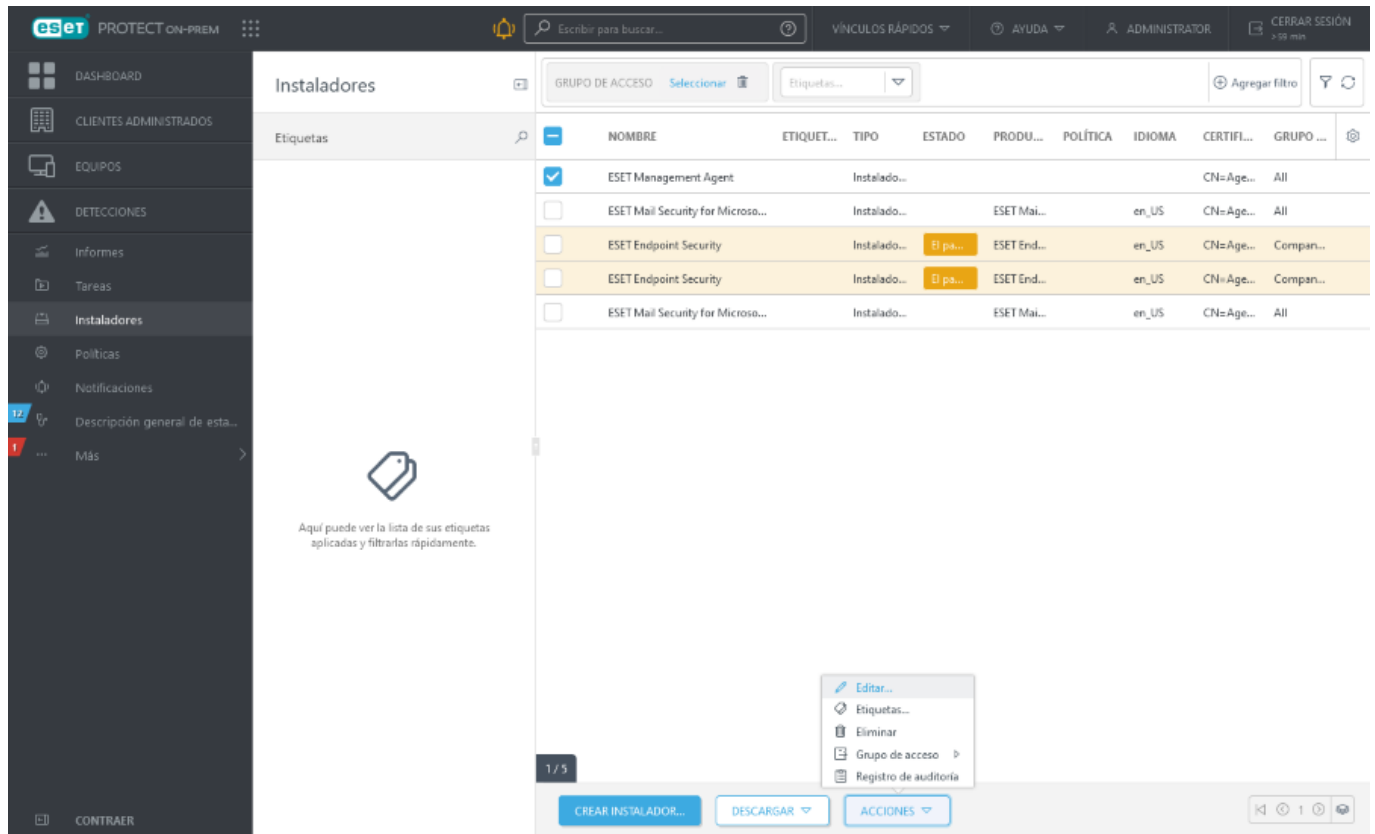 eset PROTECT ON-PREM
Escribir para buscar...
VÍNCULOS RÁPIDOS
AYUDA
ADMINISTRATOR
CERRAR SESIÓN
> 59 min
DASHBOARD
CLIENTES ADMINISTRADOS
EQUIPOS
DETECCIONES
Informes
Tareas
Instaladores
Políticas
Notificaciones
12 Descripción general de esta...
1 Más
CONTRAER
Instaladores
Etiquetas
Aquí puede ver la lista de sus etiquetas
aplicadas y filtrarlas rápidamente.
GRUPO DE ACCESO Seleccionar
Etiquetas...
Agregar filtro
NOMBRE ETIQUET... TIPO ESTADO PRODU... POLÍTICA IDIOMA CERTIFI... GRUPO ...
ESET Management Agent Instalado... CN=Age... All
ESET Mail Security for Microso... Instalado... ESET Mai... en_US CN=Age... All
ESET Endpoint Security Instalado... El pa... ESET End... en_US CN=Age... Compan...
ESET Endpoint Security Instalado... El pa... ESET End... en_US CN=Age... Compan...
ESET Mail Security for Microso... Instalado... ESET Mai... en_US CN=Age... All
Editar...
Etiquetas...
Eliminar
Grupo de acceso
Registro de auditoría
1 / 5
CREAR INSTALADOR...
DESCARGAR
ACCIONES
1